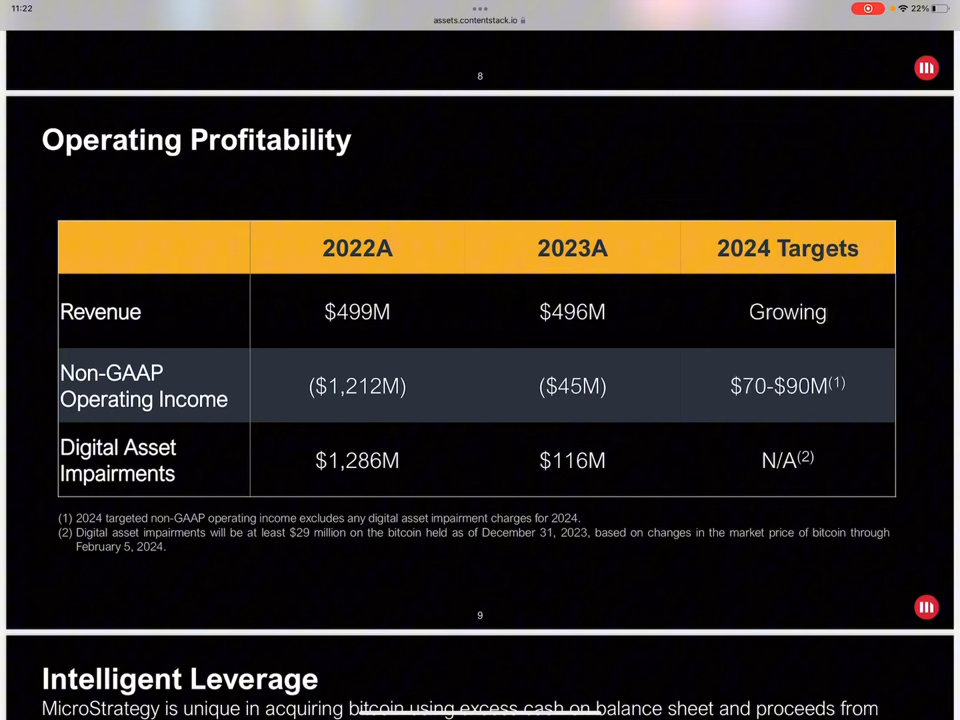 11:22
assets.contentstack.io
22%
8
Operating Profitability
2022A 2023A 2024 Targets
Revenue $499M $496M Growing
Non-GAAP
Operating Income ($1,212M) ($45M) $70-$90M(1)
Digital Asset
Impairments $1,286M $116M N/A(2)
(1) 2024 targeted non-GAAP operating income excludes any digital asset impairment charges for 2024.
(2) Digital asset impairments will be at least $29 million on the bitcoin held as of December 31, 2023, based on changes in the market price of bitcoin through
February 5, 2024.
9
Intelligent Leverage
MicroStrategy is unique in acquiring bitcoin using excess cash on balance sheet and proceeds from